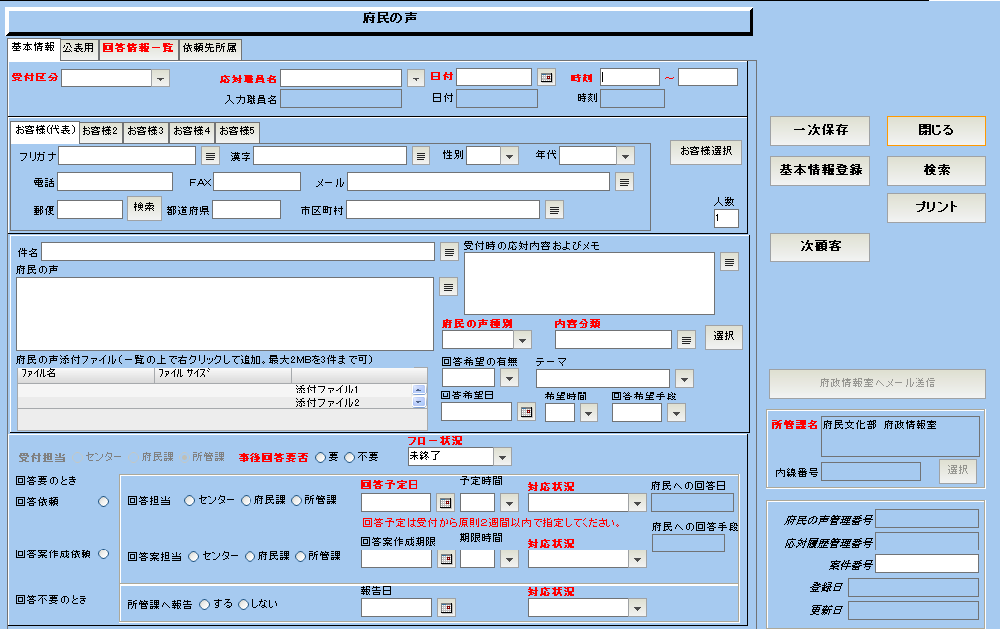 府民の声
基本情報 公表用 回答情報一覧 依頼先所属
受付区分 応対職員名 日付 時刻 ～
入力職員名 日付 時刻
お客様(代表) お客様2 お客様3 お客様4 お客様5
フリガナ 漢字 性別 年代 お客様選択
電話 FAX メール
郵便 検索 都道府県 市区町村
人数
1
件名
府民の声
受付時の応対内容およびメモ
府民の声種別 内容分類 選択
府民の声添付ファイル(一覧の上で右クリックして追加。最大2MBを3件まで可)
ファイル名 ファイルサイズ
添付ファイル1
添付ファイル2
回答希望の有無 テーマ
回答希望日 希望時間 回答希望手段
受付担当 センター 府民課 所管課 事後回答要否 要 不要
フロー状況
未終了
回答要のとき
回答依頼
回答担当 センター 府民課 所管課
回答予定日 予定時間 対応状況 府民への回答日
回答予定は受付から原則2週間以内で指定してください。
府民への回答手段
回答案作成依頼
回答案担当 センター 府民課 所管課
回答案作成期限 期限時間 対応状況
回答不要のとき
所管課へ報告 する しない
報告日 対応状況
一次保存 閉じる
基本情報登録 検索
プリント
次顧客
府政情報室へメール送信
所管課名 府民文化部 府政情報室
内線番号 選択
府民の声管理番号
応対履歴管理番号
案件番号
登録日
更新日